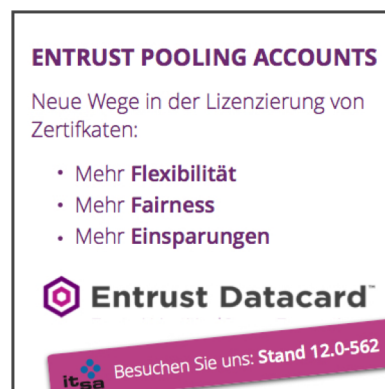 ENTRUST POOLING ACCOUNTS
Neue Wege in der Lizenzierung von
Zertifkaten:
• Mehr Flexibilität
• Mehr Fairness
• Mehr Einsparungen
Entrust Datacard™
Besuchen Sie uns: Stand 12.0-562
itsa